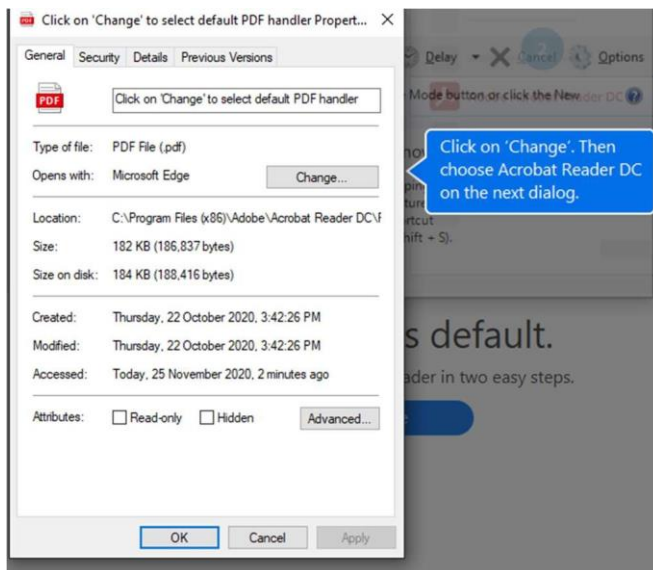 Click on 'Change' to select default PDF handler Propert...
General Security Details Previous Versions
PDF
Click on 'Change' to select default PDF handler
Type of file: PDF File (.pdf)
Opens with: Microsoft Edge Change...
Location: C:\Program Files (x86)\Adobe\Acrobat Reader DC\F
Size: 182 KB (186,837 bytes)
Size on disk: 184 KB (188,416 bytes)
Created: Thursday, 22 October 2020, 3:42:26 PM
Modified: Thursday, 22 October 2020, 3:42:26 PM
Accessed: Today, 25 November 2020, 2 minutes ago
Attributes: Read-only Hidden Advanced...
OK Cancel Apply
Delay Cancel Options
2
Mode button or click the New
der DC
Click on 'Change'. Then
choose Acrobat Reader DC
on the next dialog.
hift + S).
s default.
ader in two easy steps.